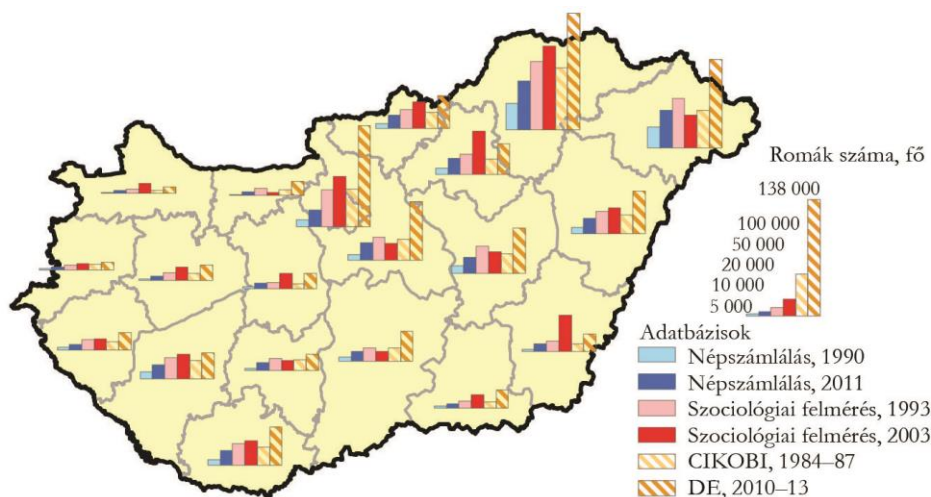 Romák száma, fő
138 000
100 000
50 000
20 000
10 000
5 000
Adatbázisok
Népszámlálás, 1990
Népszámlálás, 2011
Szociológiai felmérés, 1993
Szociológiai felmérés, 2003
CIKOBI, 1984–87
DE, 2010–13